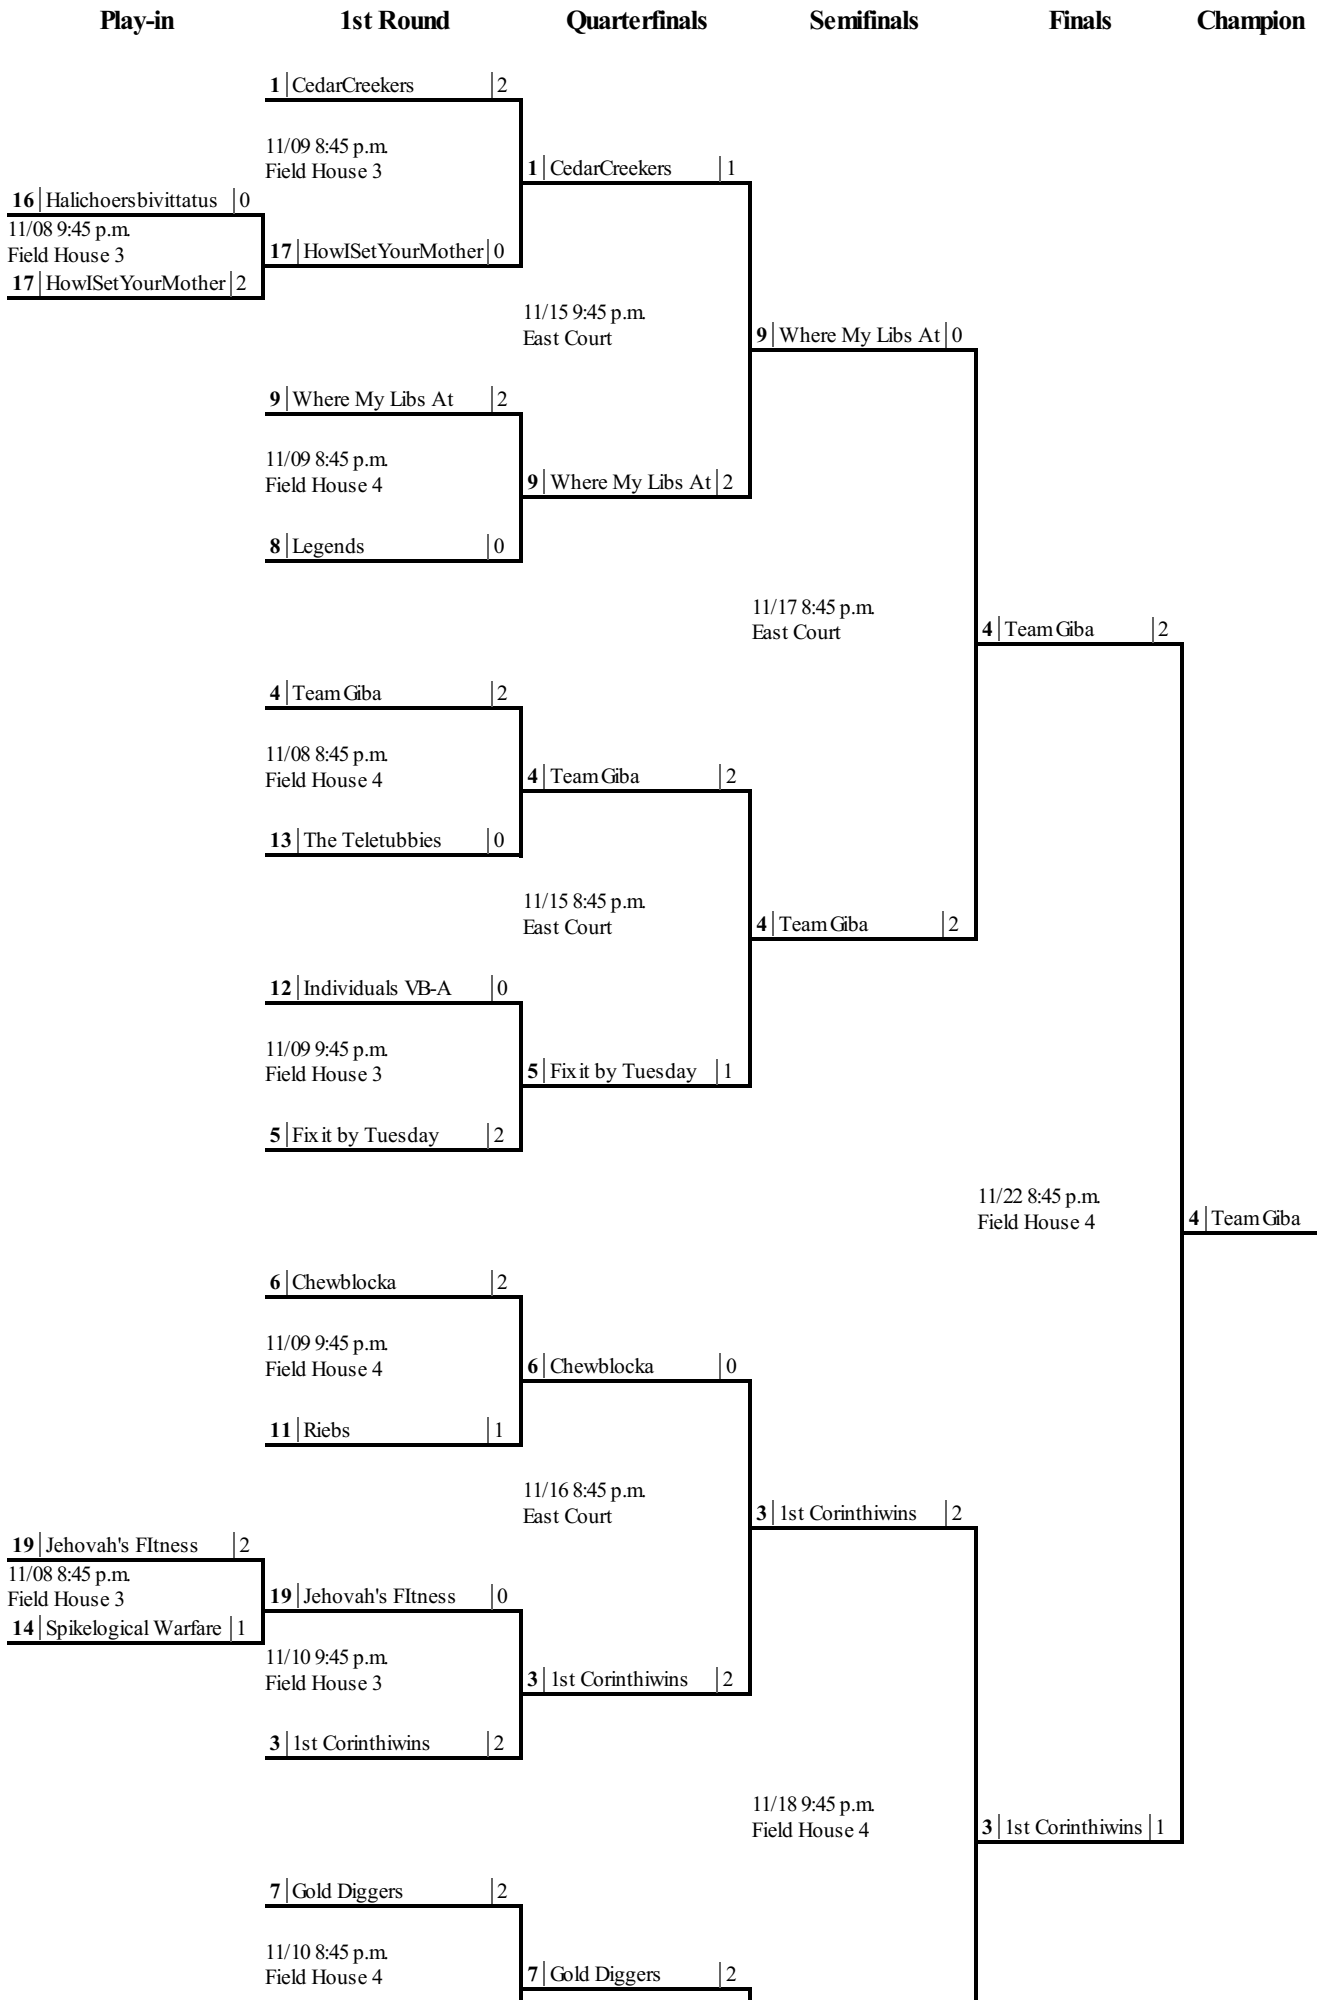 Play-in 1st Round Quarterfinals Semifinals Finals Champion
1 CedarCreekers 2
11/09 8:45 p.m.
Field House 3
1 CedarCreekers 1
16 Halichoersbivittatus 0
11/08 9:45 p.m.
Field House 3
17 HowISetYourMother 0
17 HowISetYourMother 2
11/15 9:45 p.m.
East Court
9 Where My Libs At 0
9 Where My Libs At 2
11/09 8:45 p.m.
Field House 4
9 Where My Libs At 2
8 Legends 0
11/17 8:45 p.m.
East Court
4 Team Giba 2
4 Team Giba 2
11/08 8:45 p.m.
Field House 4
4 Team Giba 2
13 The Teletubbies 0
11/15 8:45 p.m.
East Court
4 Team Giba 2
12 Individuals VB-A 0
11/09 9:45 p.m.
Field House 3
5 Fix it by Tuesday 1
5 Fix it by Tuesday 2
11/22 8:45 p.m.
Field House 4
4 Team Giba
6 Chewblocka 2
11/09 9:45 p.m.
Field House 4
6 Chewblocka 0
11 Riebs 1
11/16 8:45 p.m.
East Court
3 1st Corinthiwins 2
19 Jehovah's FItness 2
11/08 8:45 p.m.
Field House 3
19 Jehovah's FItness 0
14 Spikelogical Warfare 1
11/10 9:45 p.m.
Field House 3
3 1st Corinthiwins 2
3 1st Corinthiwins 2
11/18 9:45 p.m.
Field House 4
3 1st Corinthiwins 1
7 Gold Diggers 2
11/10 8:45 p.m.
Field House 4
7 Gold Diggers 2